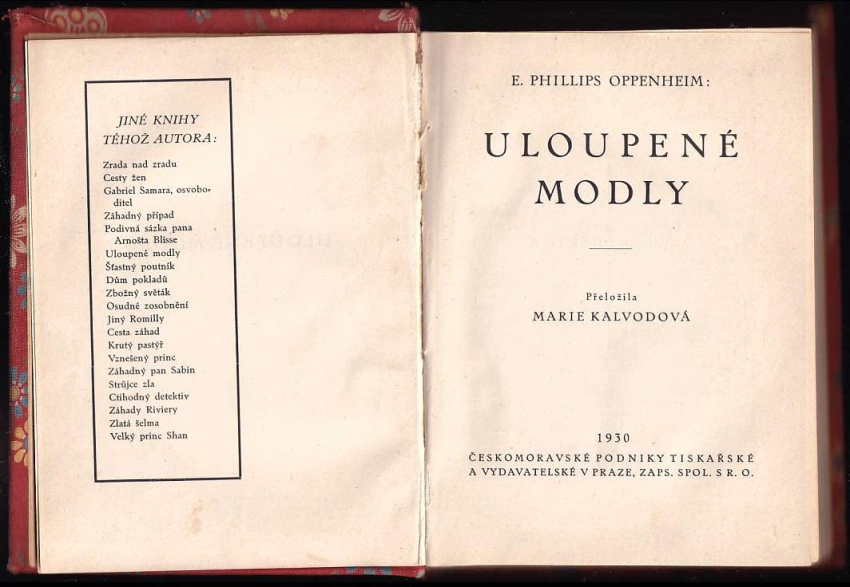 JINÉ KNIHY
TÉHOŽ AUTORA:
Zrada nad zradu
Cesty žen
Gabriel Samara, osvobo-
ditel
Záhadný případ
Podivná sázka pana
Arnošta Blisse
Uloupené modly
Šťastný poutník
Dům pokladů
Zbožný světák
Osudné zosobnění
Jiný Romilly
Cesta záhad
Krutý pastýř
Vznešený princ
Záhadný pan Sabin
Strůjce zla
Ctihodný detektiv
Záhady Riviery
Zlatá šelma
Velký princ Shan
E. PHILLIPS OPPENHEIM:
ULOUPENÉ
MODLY
Přeložila
MARIE KALVODOVÁ
1930
ČESKOMORAVSKÉ PODNIKY TISKAŘSKÉ
A VYDAVATELSKÉ V PRAZE, ZAPS. SPOL. S R. O.